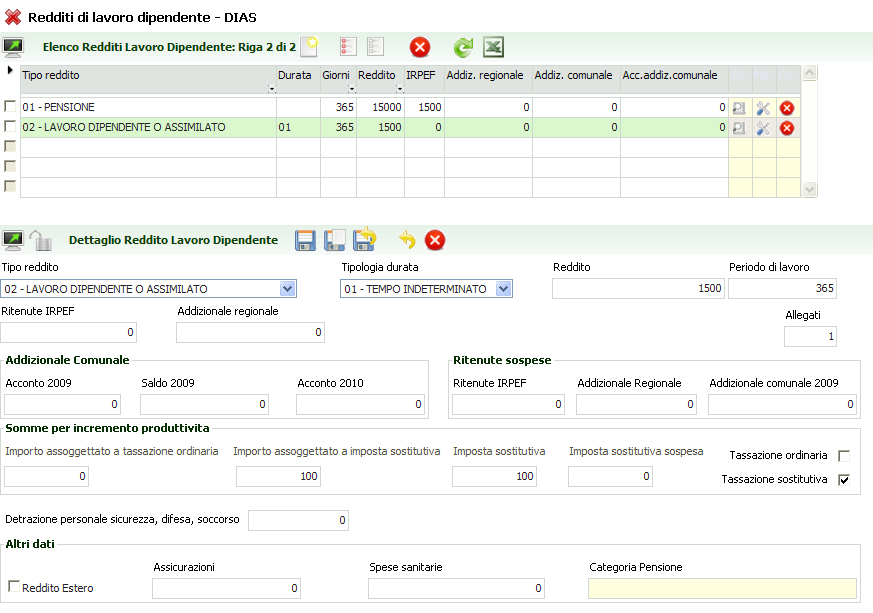 Redditi di lavoro dipendente - DIAS
Elenco Redditi Lavoro Dipendente: Riga 2 di 2
Tipo reddito Durata Giorni Reddito IRPEF Addiz. regionale Addiz. comunale Acc.addiz.comunale
01 - PENSIONE 365 15000 1500 0 0 0
02 - LAVORO DIPENDENTE O ASSIMILATO 01 365 1500 0 0 0 0
Dettaglio Reddito Lavoro Dipendente
Tipo reddito Tipologia durata Reddito Periodo di lavoro
02 - LAVORO DIPENDENTE O ASSIMILATO 01 - TEMPO INDETERMINATO 1500 365
Ritenute IRPEF Addizionale regionale Allegati
0 0 1
Addizionale Comunale Ritenute sospese
Acconto 2009 Saldo 2009 Acconto 2010 Ritenute IRPEF Addizionale Regionale Addizionale comunale 2009
0 0 0 0 0 0
Somme per incremento produttivita
Importo assoggettato a tassazione ordinaria Importo assoggettato a imposta sostitutiva Imposta sostitutiva Imposta sostitutiva sospesa Tassazione ordinaria
0 100 100 0 Tassazione sostitutiva
Detrazione personale sicurezza, difesa, soccorso 0
Altri dati
Assicurazioni Spese sanitarie Categoria Pensione
Reddito Estero 0 0